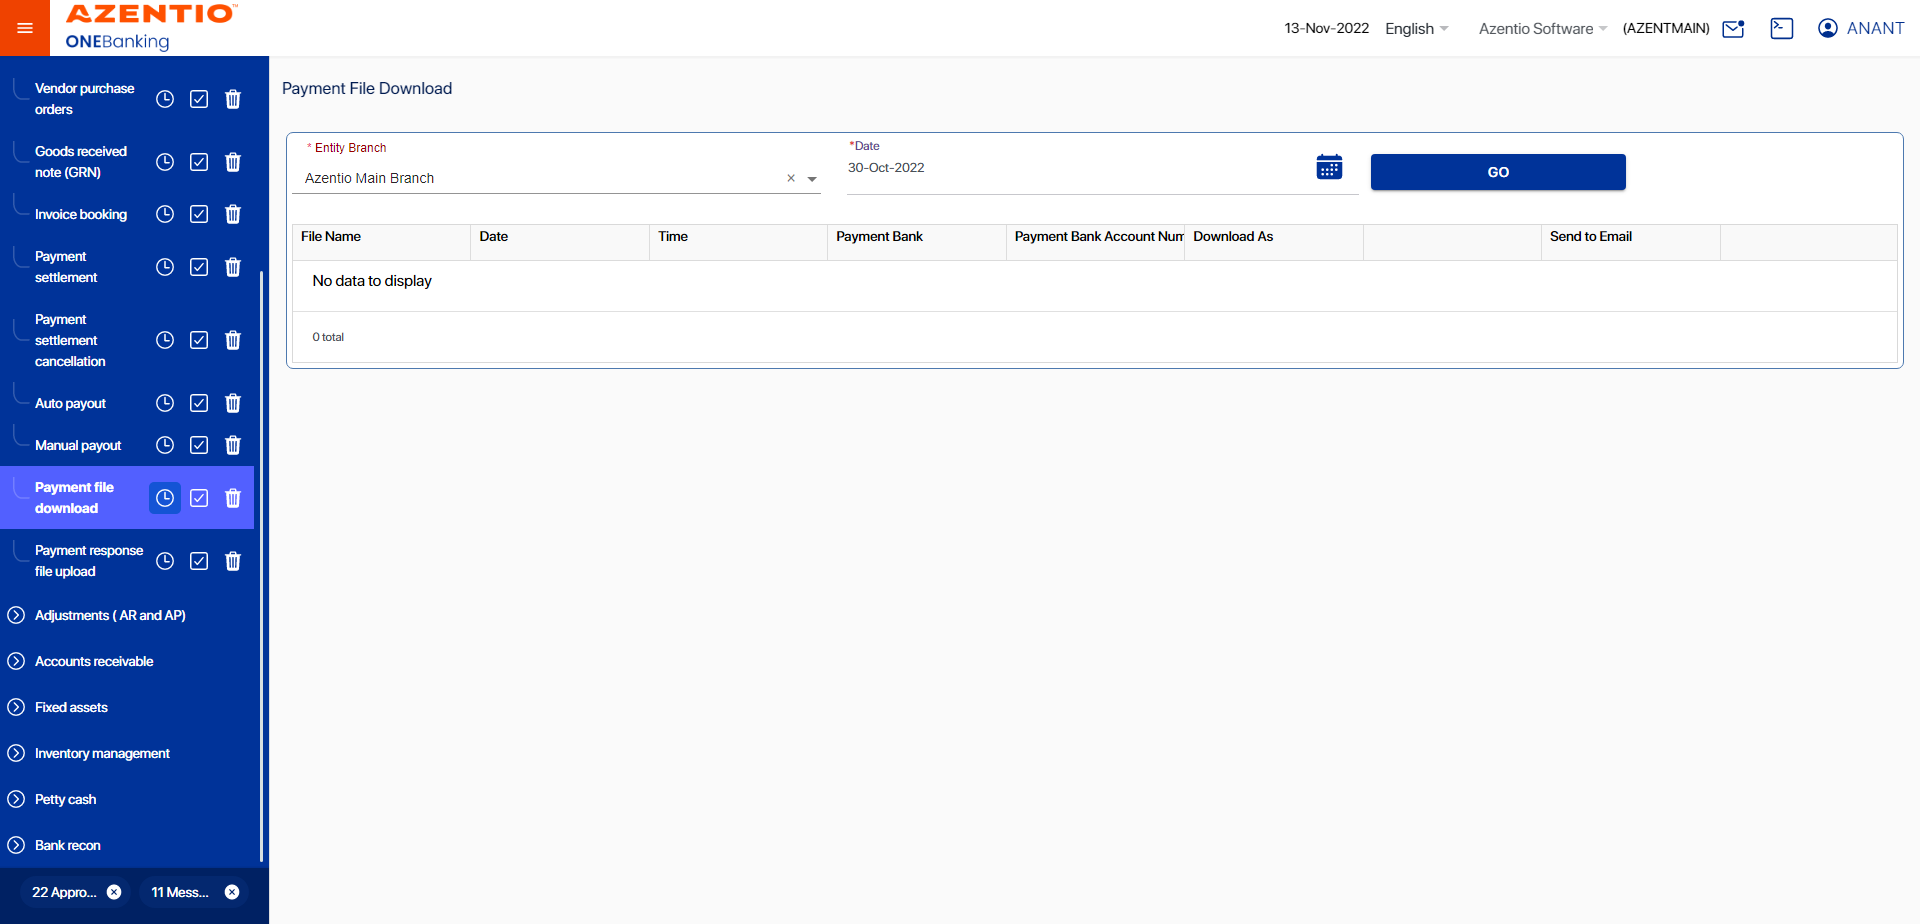 AZENTIO™
ONEBanking
13-Nov-2022 English Azentio Software (AZENTMAIN) ANANT
Vendor purchase
orders
Goods received
note (GRN)
Invoice booking
Payment
settlement
Payment
settlement
cancellation
Auto payout
Manual payout
Payment file
download
Payment response
file upload
Adjustments ( AR and AP)
Accounts receivable
Fixed assets
Inventory management
Petty cash
Bank recon
22 Appro... 11 Mess...
Payment File Download
* Entity Branch
Azentio Main Branch
*Date
30-Oct-2022
GO
File Name Date Time Payment Bank Payment Bank Account Num Download As Send to Email
No data to display
0 total